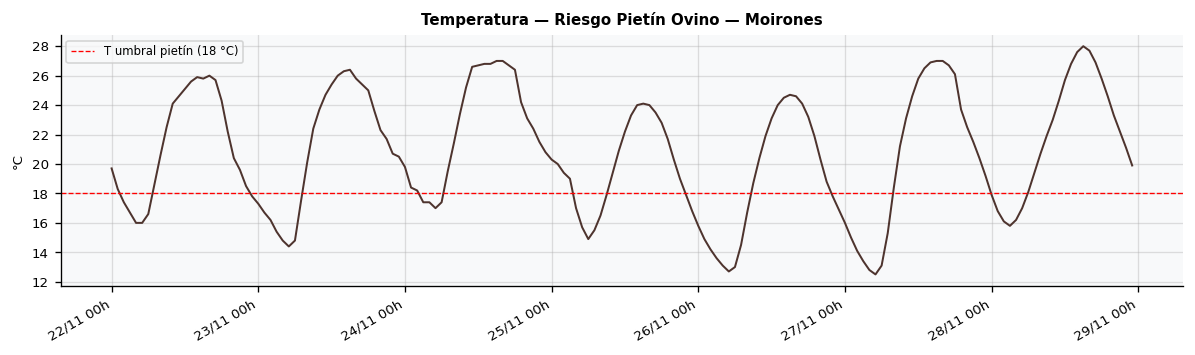 Temperatura — Riesgo Pietín Ovino — Moirones
T umbral pietín (18 °C)
°C
28
26
24
22
20
18
16
14
12
22/11 00h
23/11 00h
24/11 00h
25/11 00h
26/11 00h
27/11 00h
28/11 00h
29/11 00h